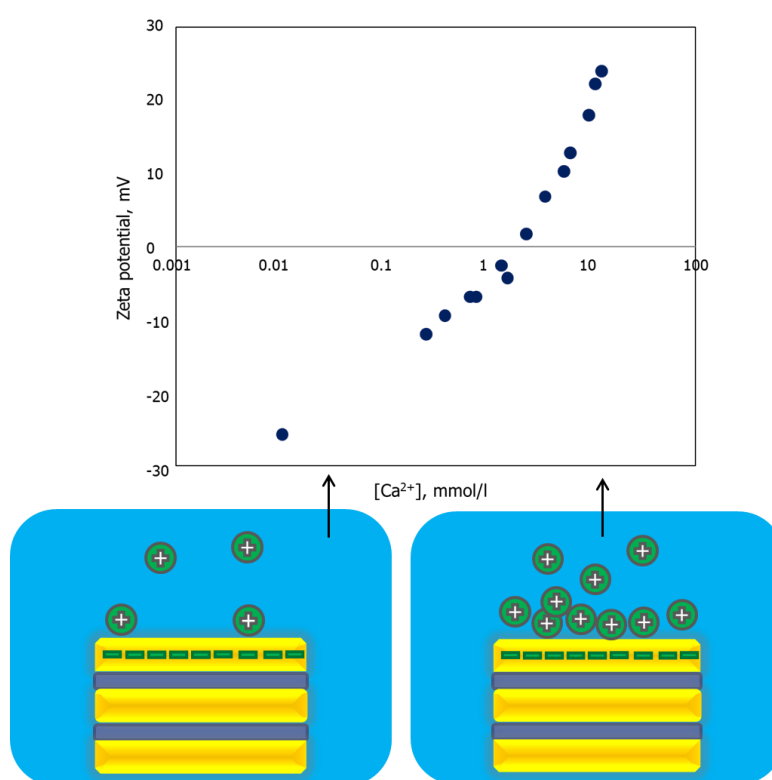 30
20
10
0
0.001 0.01 0.1 1 10 100
-10
-20
-30
Zeta potential, mV
[Ca²⁺], mmol/l
+ +
+ +
+ + + + + + + + + +